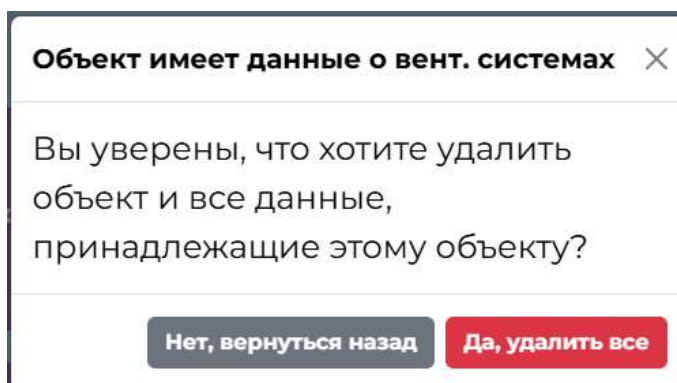 Объект имеет данные о вент. системах
Вы уверены, что хотите удалить
объект и все данные,
принадлежащие этому объекту?
Нет, вернуться назад
Да, удалить все